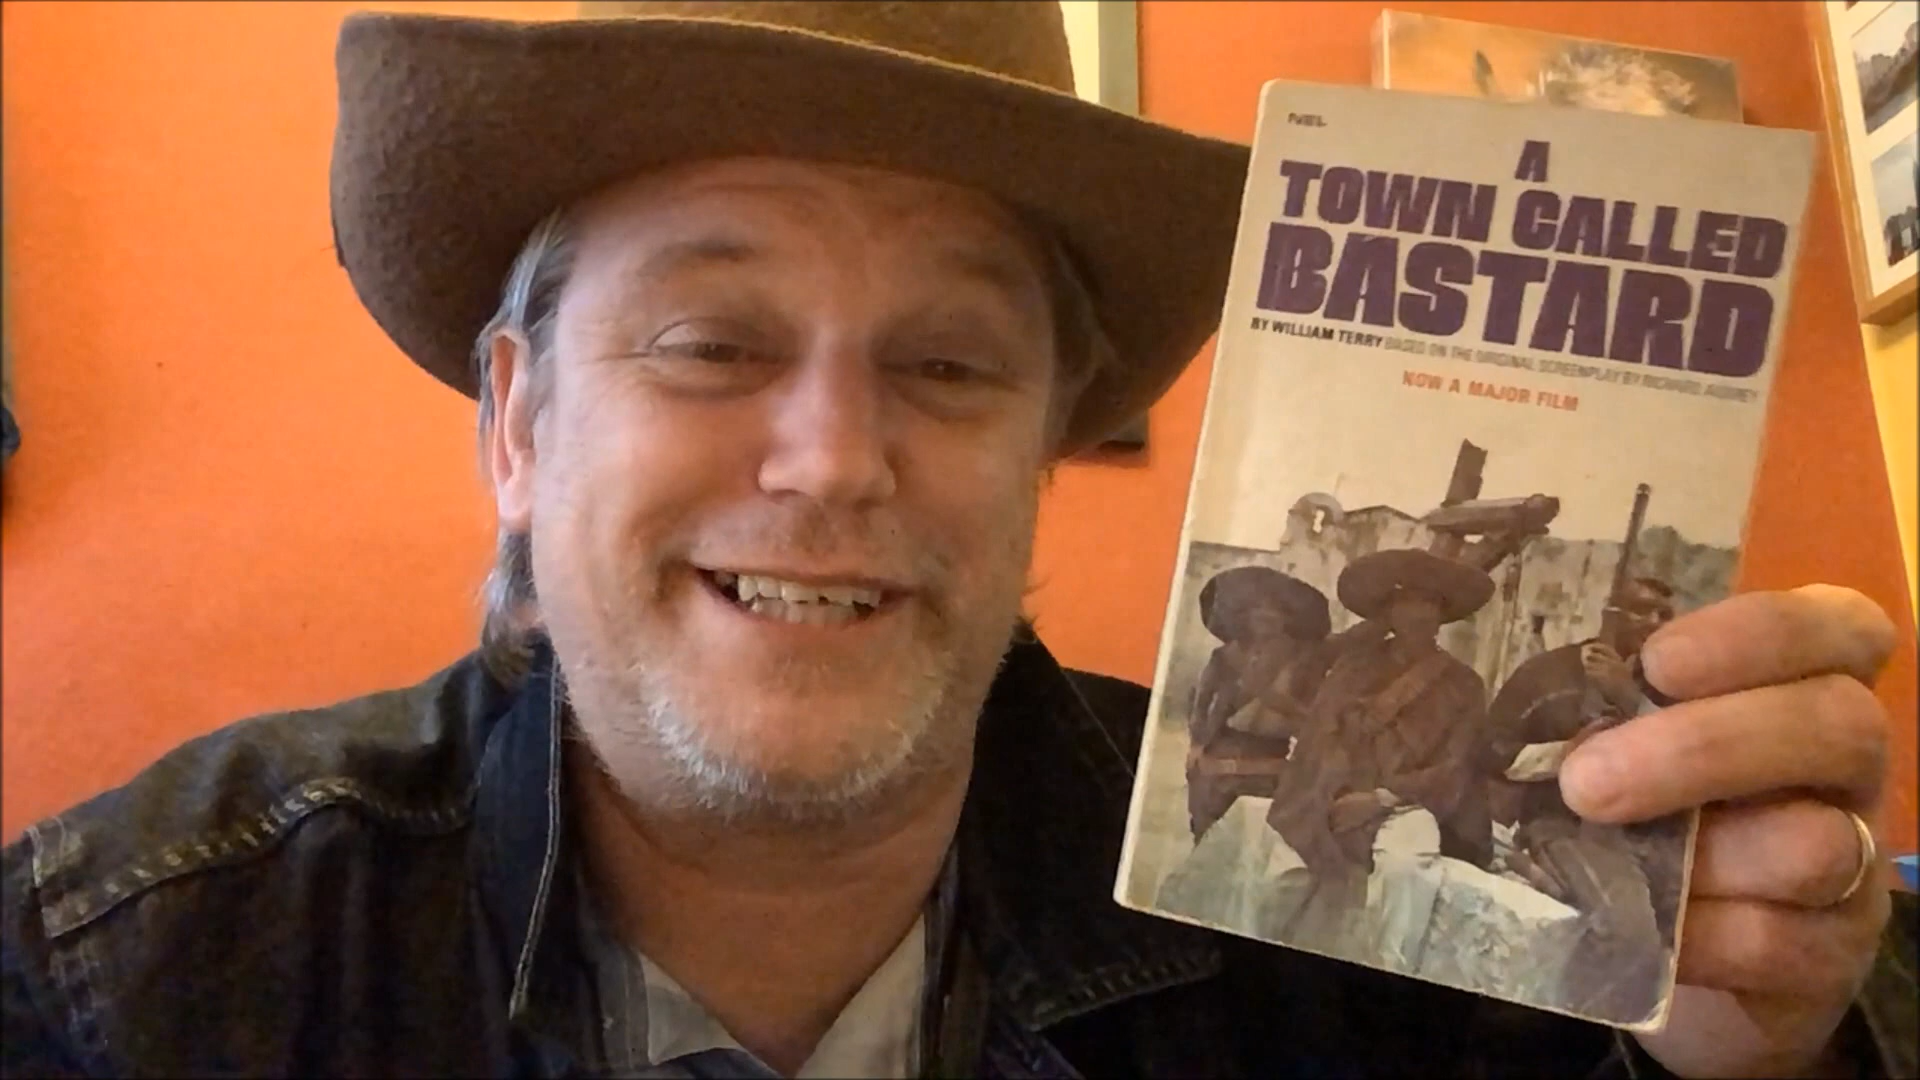 NEL
A
TOWN CALLED
BASTARD
BY WILLIAM TERRY BASED ON THE ORIGINAL SCREENPLAY BY RICHARD AUBREY
NOW A MAJOR FILM